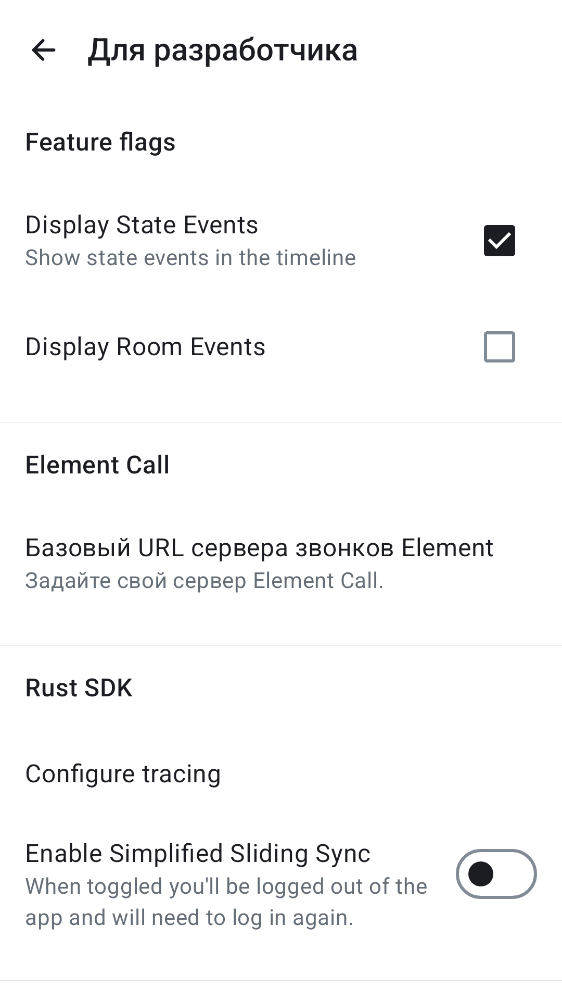 Для разработчика
Feature flags
Display State Events
Show state events in the timeline
Display Room Events
Element Call
Базовый URL сервера звонков Element
Задайте свой сервер Element Call.
Rust SDK
Configure tracing
Enable Simplified Sliding Sync
When toggled you'll be logged out of the
app and will need to log in again.